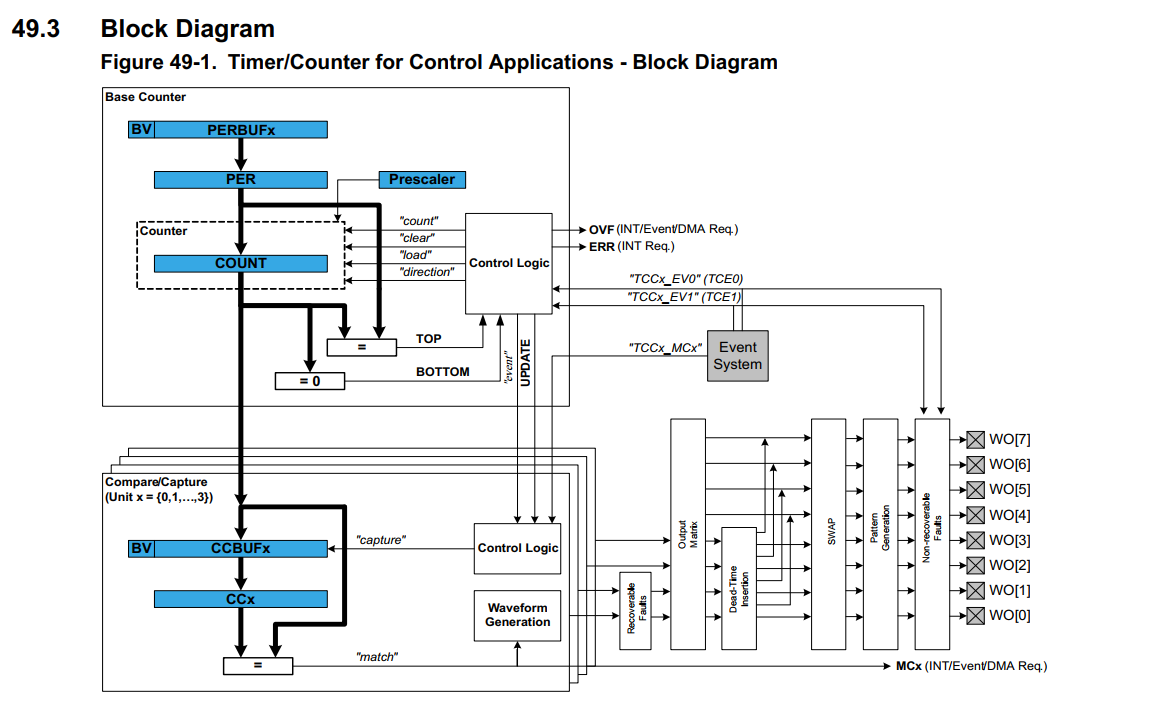 49.3 Block Diagram
Figure 49-1. Timer/Counter for Control Applications - Block Diagram
Base Counter
BV PERBUFx
PER
Prescaler
Counter
COUNT
"count"
"clear"
"load"
"direction"
Control Logic
OVF (INT/Event/DMA Req.)
ERR (INT Req.)
"TCCx_EV0" (TCE0)
"TCCx_EV1" (TCE1)
"TCCx_MCx"
Event
System
=
TOP
= 0
BOTTOM
"event"
UPDATE
Compare/Capture
(Unit x = {0,1,...,3})
BV CCBUFx
"capture"
Control Logic
CCx
Waveform
Generation
=
"match"
Recoverable
Faults
Output
Matrix
Dead-Time
Insertion
SWAP
Pattern
Generation
Non-recoverable
Faults
WO[7]
WO[6]
WO[5]
WO[4]
WO[3]
WO[2]
WO[1]
WO[0]
MCx (INT/Event/DMA Req.)